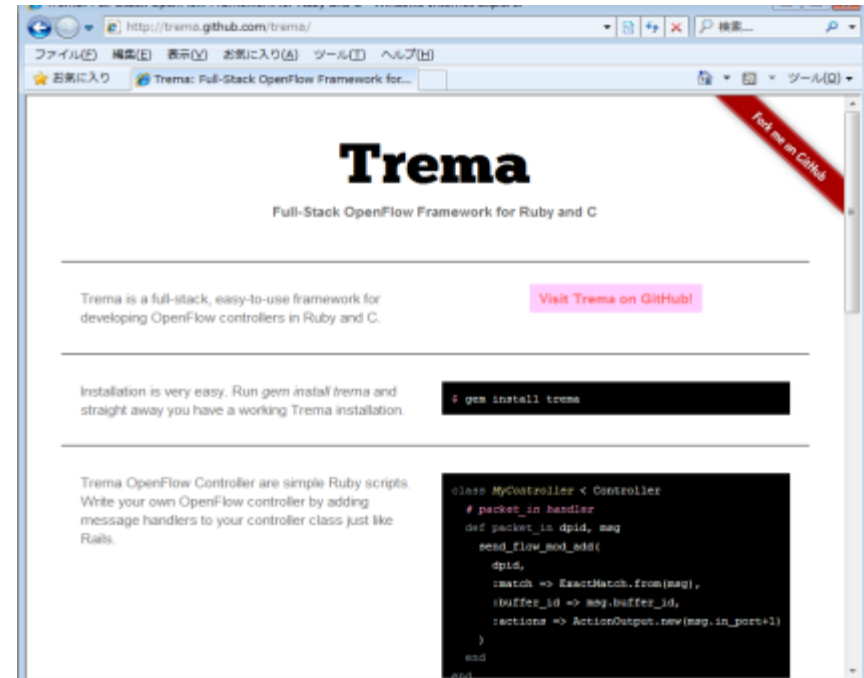 http://trema.github.com/trema/
検索...
ファイル(F) 編集(E) 表示(V) お気に入り(A) ツール(T) ヘルプ(H)
お気に入り Trema: Full-Stack OpenFlow Framework for...
ツール(O)
Fork me on GitHub
Trema
Full-Stack OpenFlow Framework for Ruby and C
Trema is a full-stack, easy-to-use framework for
developing OpenFlow controllers in Ruby and C.
Visit Trema on GitHub!
Installation is very easy. Run gem install trema and
straight away you have a working Trema installation.
$ gem install trema
Trema OpenFlow Controller are simple Ruby scripts.
Write your own OpenFlow controller by adding
message handlers to your controller class just like
Rails.
class MyController < Controller
# packet_in handler
def packet_in dpid, msg
send_flow_mod_add(
dpid,
:match => ExactMatch.from(msg),
:buffer_id => msg.buffer_id,
:actions => ActionOutput.new(msg.in_port+1)
)
end
end